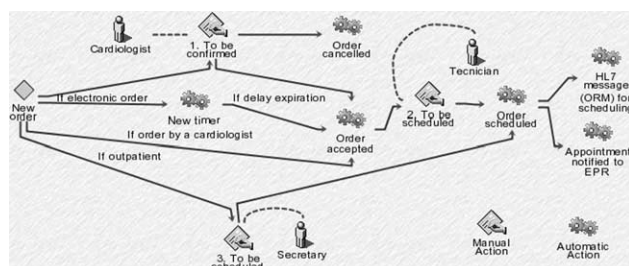 Cardiologist
1. To be
confirmed
Order
cancelled
Tecnician
HL7
message
(ORM) for
scheduling
New
order
If electronic order
New timer
If delay expiration
If order by a cardiologist
Order
accepted
2. To be
scheduled
Order
scheduled
Appointment
notified to
EPR
If outpatient
3. To be
scheduled
Secretary
Manual
Action
Automatic
Action